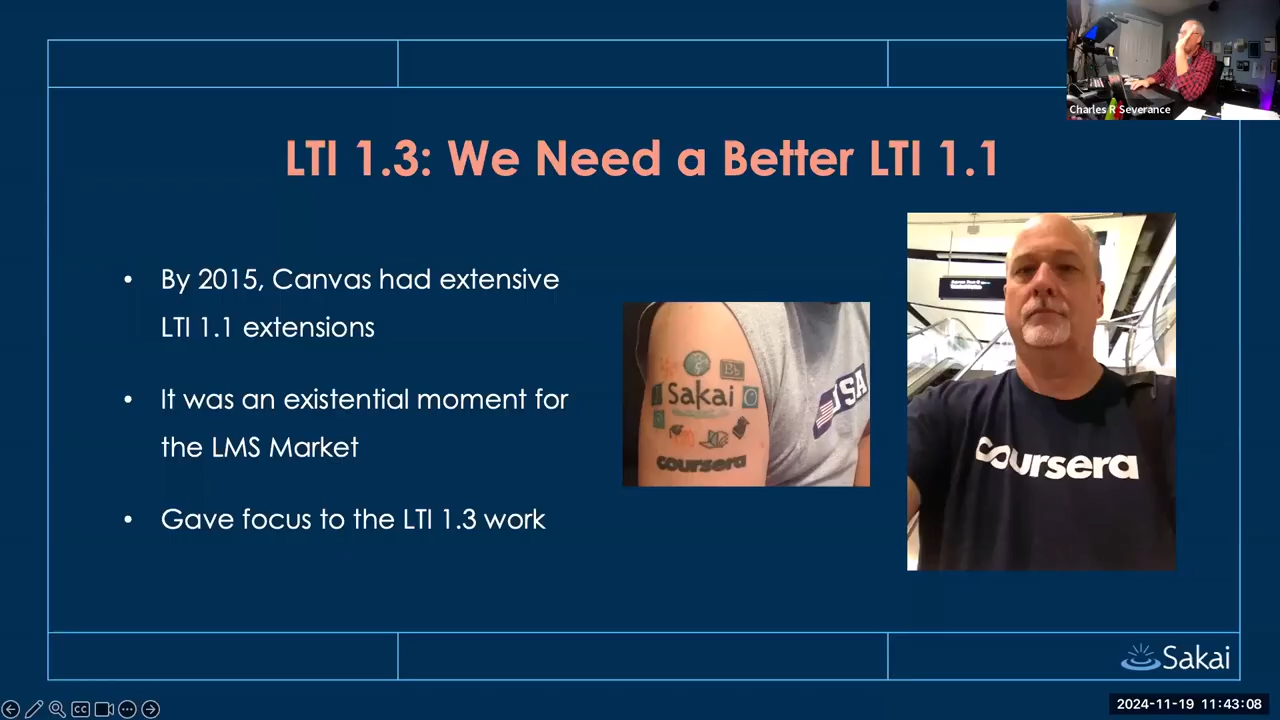 Charles R Severance
LTI 1.3: We Need a Better LTI 1.1
By 2015, Canvas had extensive
LTI 1.1 extensions
It was an existential moment for
the LMS Market
Gave focus to the LTI 1.3 work
Bb
Sakai
coursera
USA
coursera
Sakai
CC
2024-11-19 11:43:08